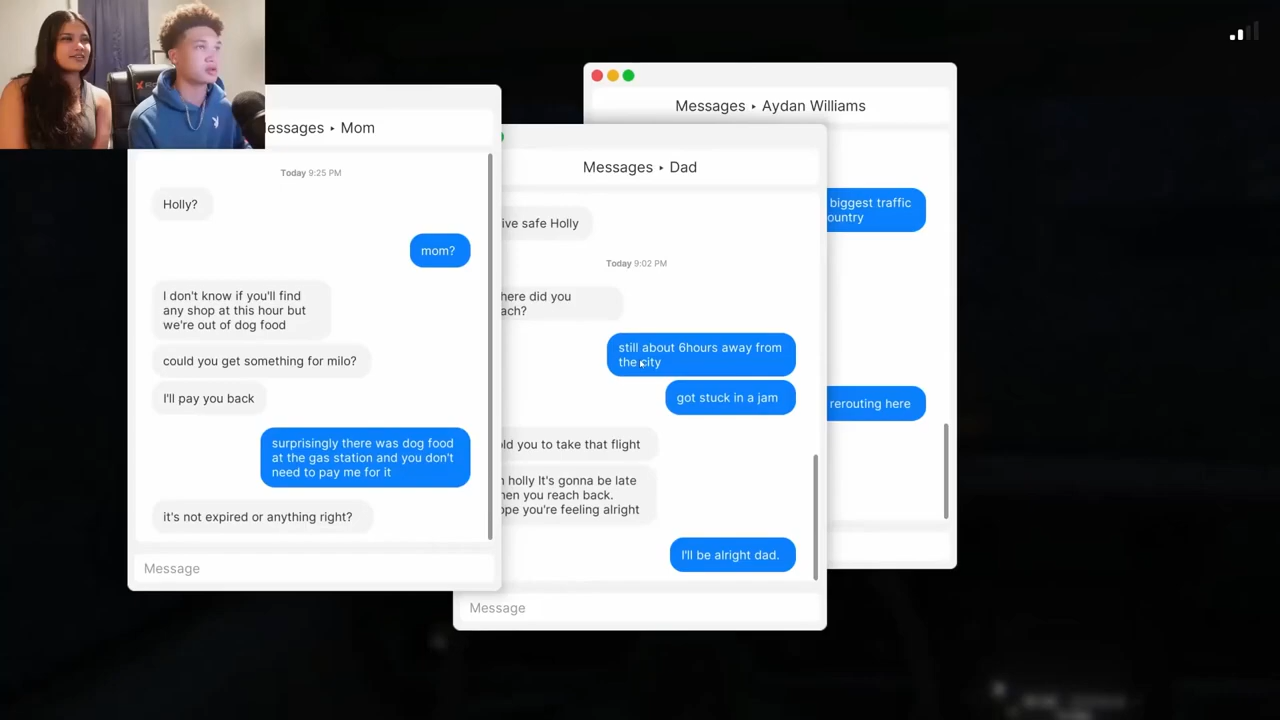 essages ‣ Mom
Today 9:25 PM
Holly?
mom?
I don't know if you'll find
any shop at this hour but
we're out of dog food
could you get something for milo?
I'll pay you back
surprisingly there was dog food
at the gas station and you don't
need to pay me for it
it's not expired or anything right?
Message
Messages ‣ Dad
ive safe Holly
Today 9:02 PM
here did you
ach?
still about 6hours away from
the city
got stuck in a jam
old you to take that flight
h holly It's gonna be late
hen you reach back.
ope you're feeling alright
I'll be alright dad.
Message
Messages ‣ Aydan Williams
biggest traffic
ountry
rerouting here